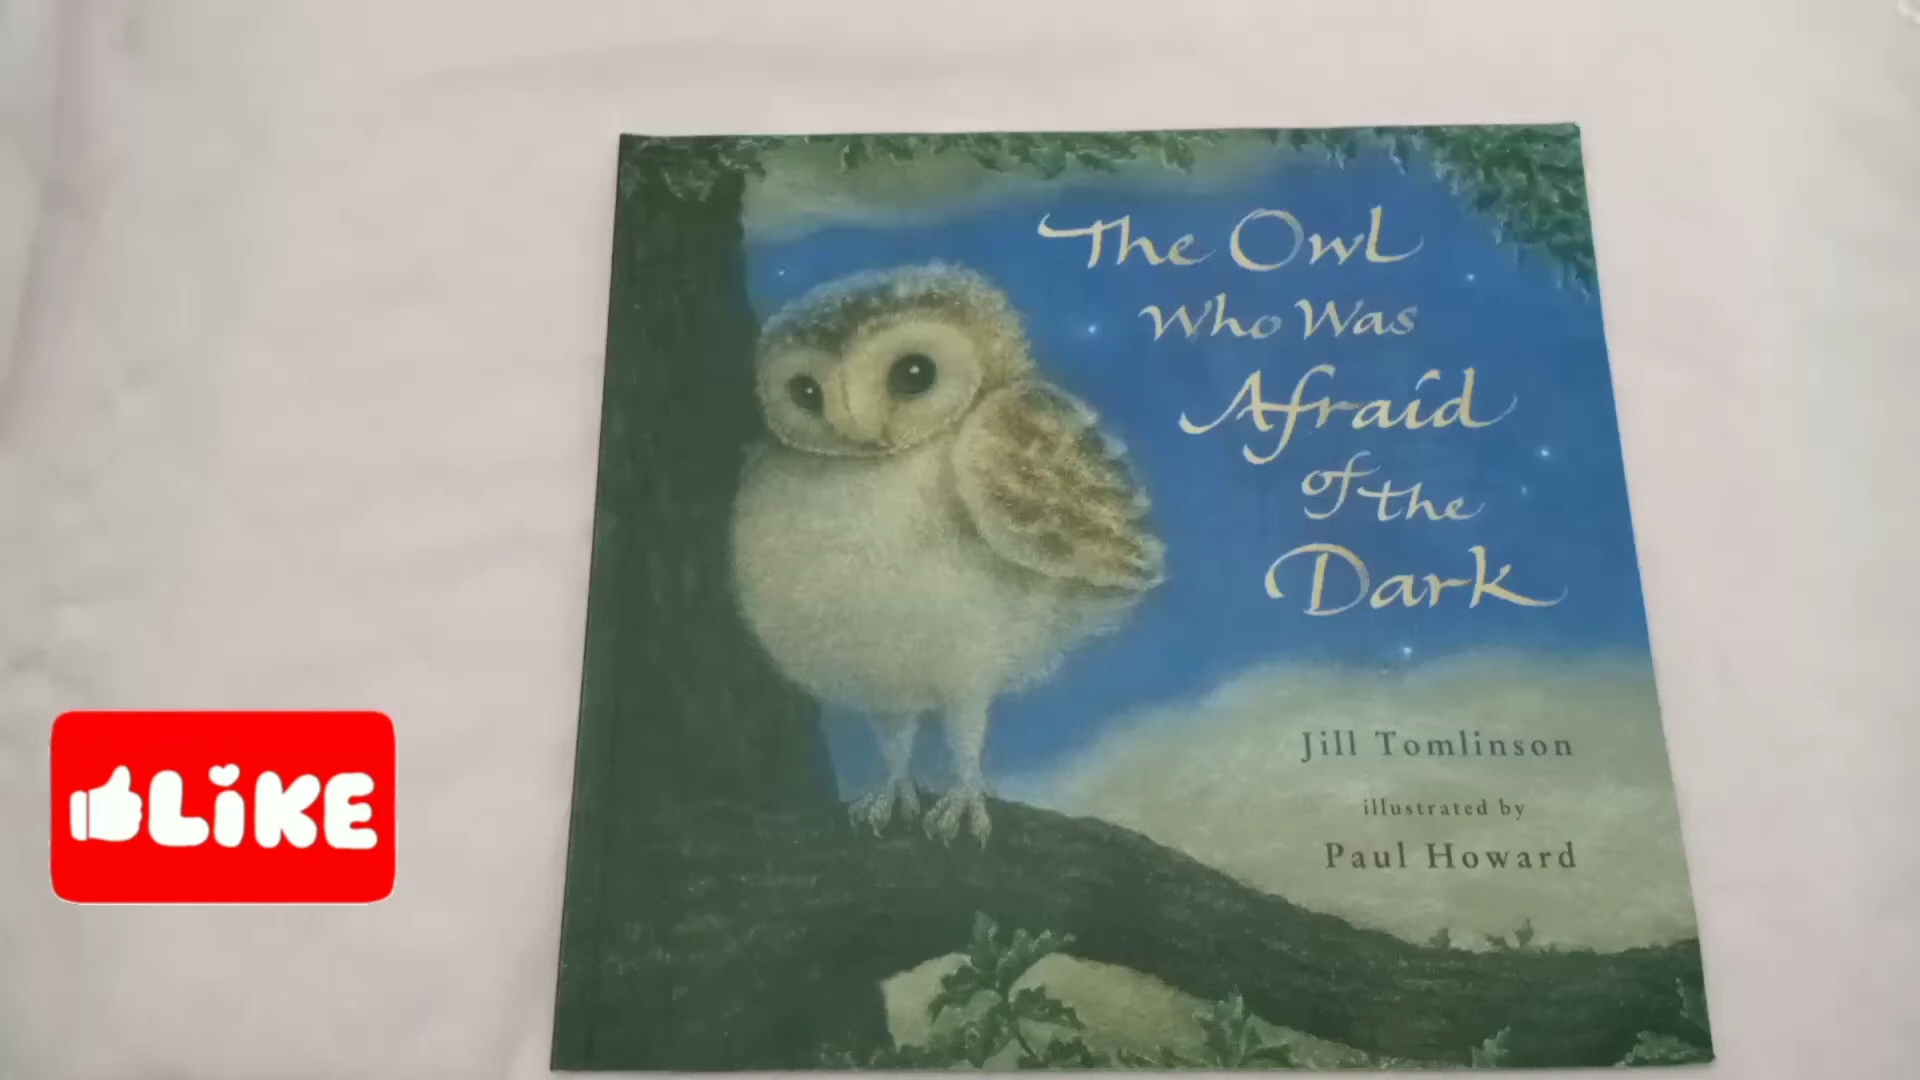 The Owl
Who Was
Afraid
of the
Dark
Jill Tomlinson
illustrated by
Paul Howard
LiKE